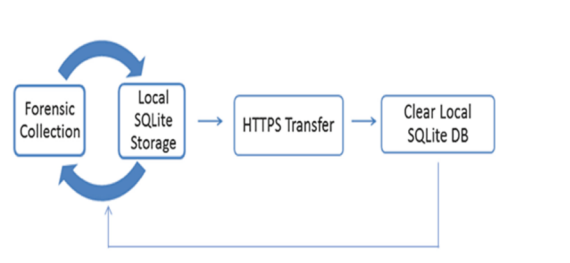 Forensic
Collection
Local
SQLite
Storage
HTTPS Transfer
Clear Local
SQLite DB